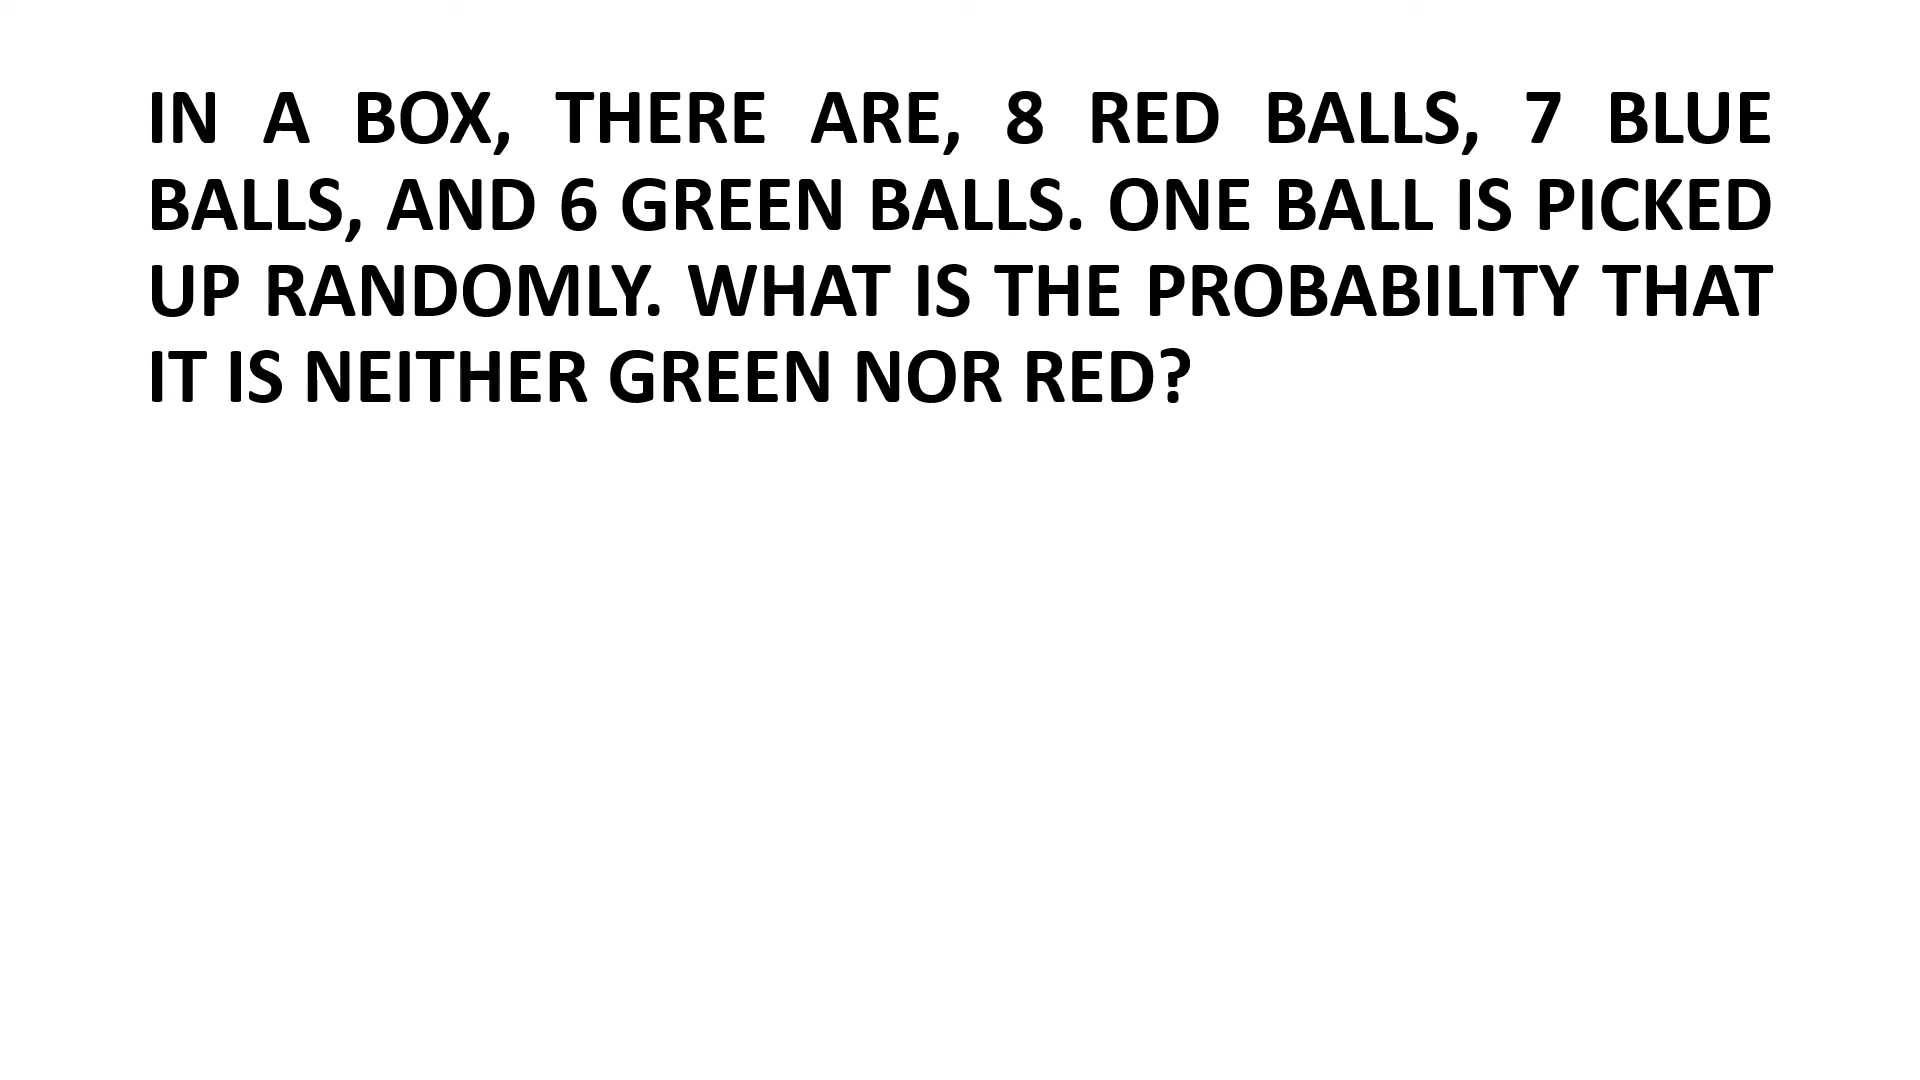 IN A BOX, THERE ARE, 8 RED BALLS, 7 BLUE
BALLS, AND 6 GREEN BALLS. ONE BALL IS PICKED
UP RANDOMLY. WHAT IS THE PROBABILITY THAT
IT IS NEITHER GREEN NOR RED?